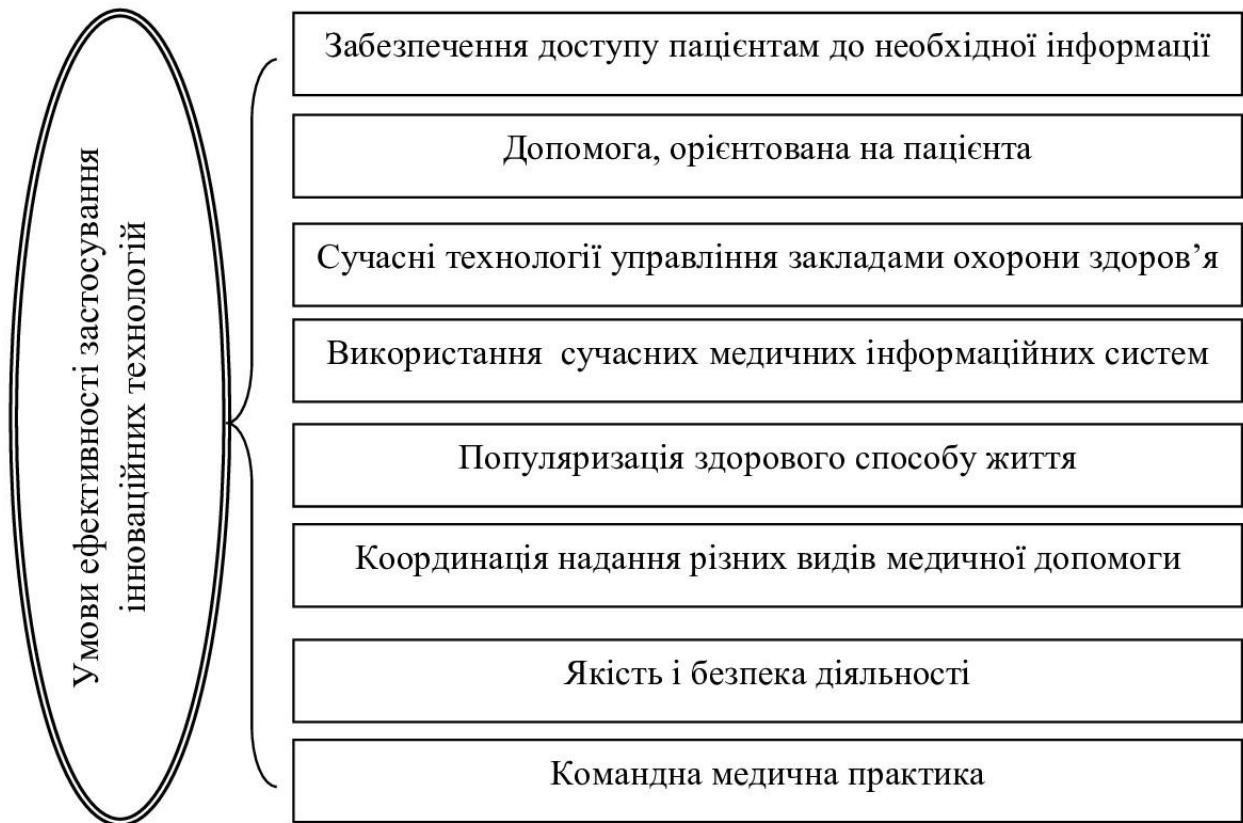 Умови ефективності застосування
інноваційних технологій
Забезпечення доступу пацієнтам до необхідної інформації
Допомога, орієнтована на пацієнта
Сучасні технології управління закладами охорони здоров’я
Використання сучасних медичних інформаційних систем
Популяризація здорового способу життя
Координація надання різних видів медичної допомоги
Якість і безпека діяльності
Командна медична практика